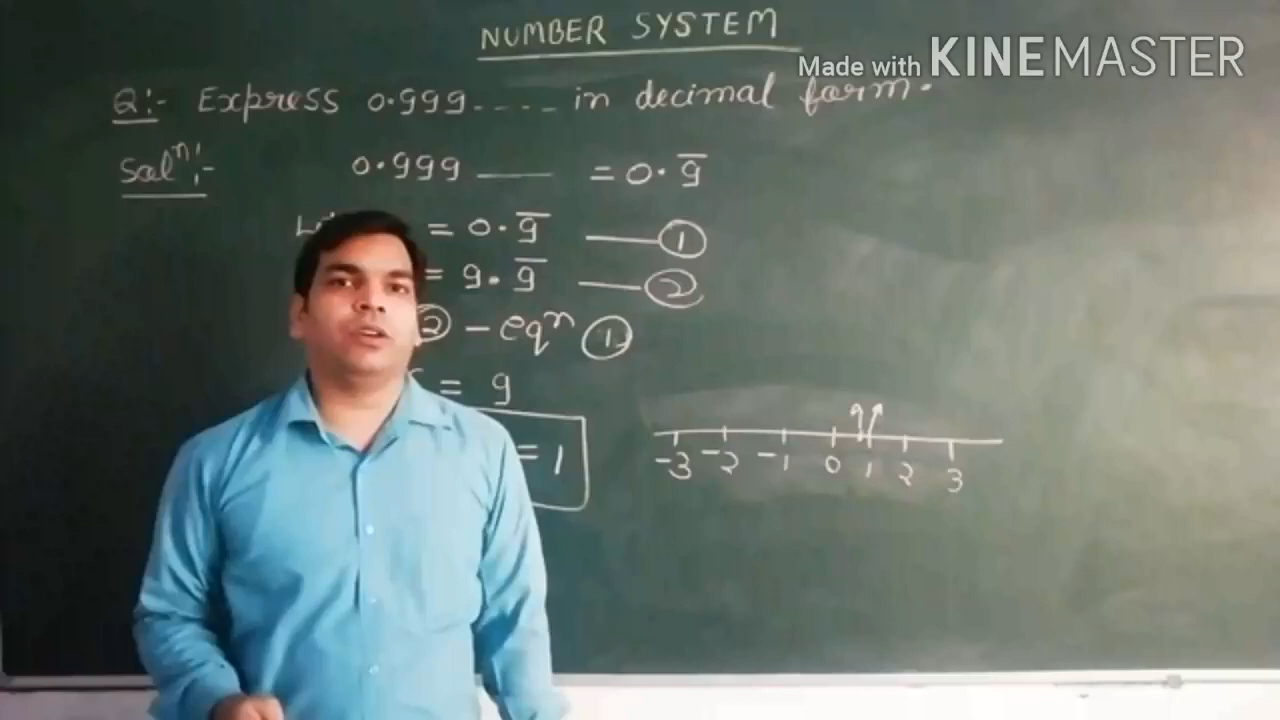 NUMBER SYSTEM
Made with KINEMASTER
Q:- Express 0.999---- in decimal form.
Solⁿ:- 0.999 —— = 0.9̅
= 0.9̅ —— ①
= 9.9̅ —— ②
② - eqⁿ ①
= 9
= 1
-3 -2 -1 0 1 2 3